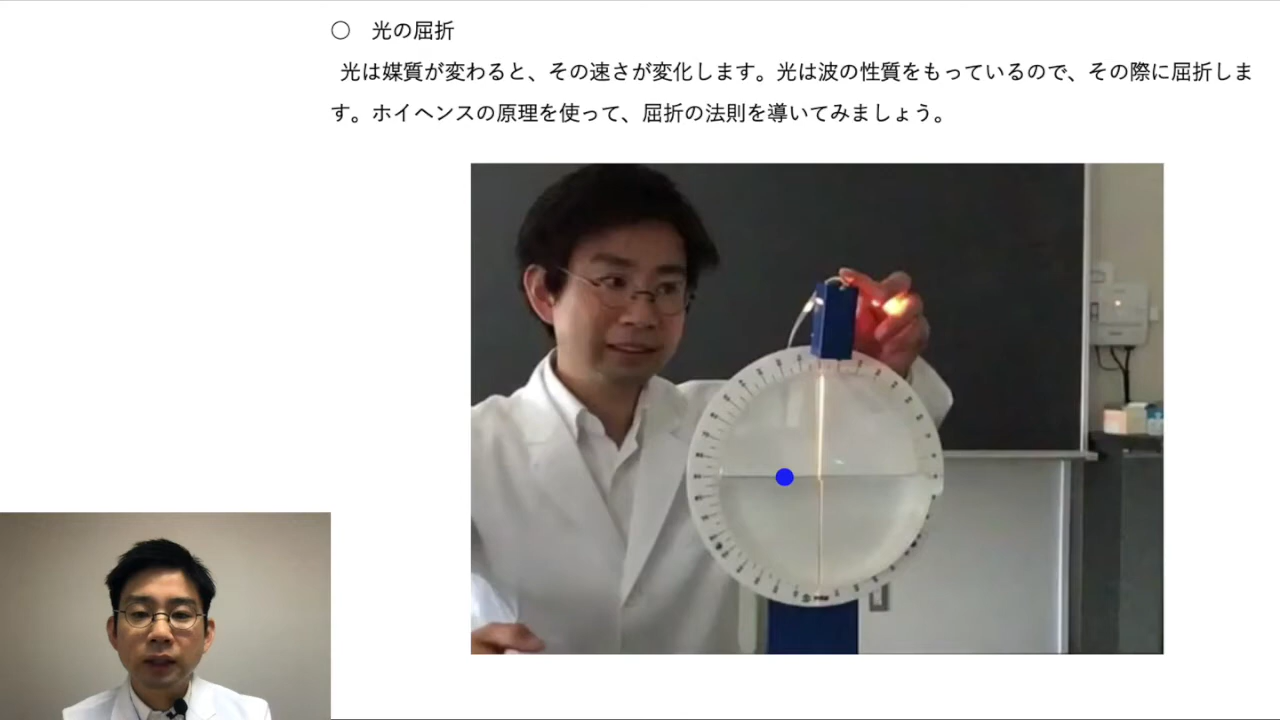 〇　光の屈折
光は媒質が変わると、その速さが変化します。光は波の性質をもっているので、その際に屈折しま
す。ホイヘンスの原理を使って、屈折の法則を導いてみましょう。